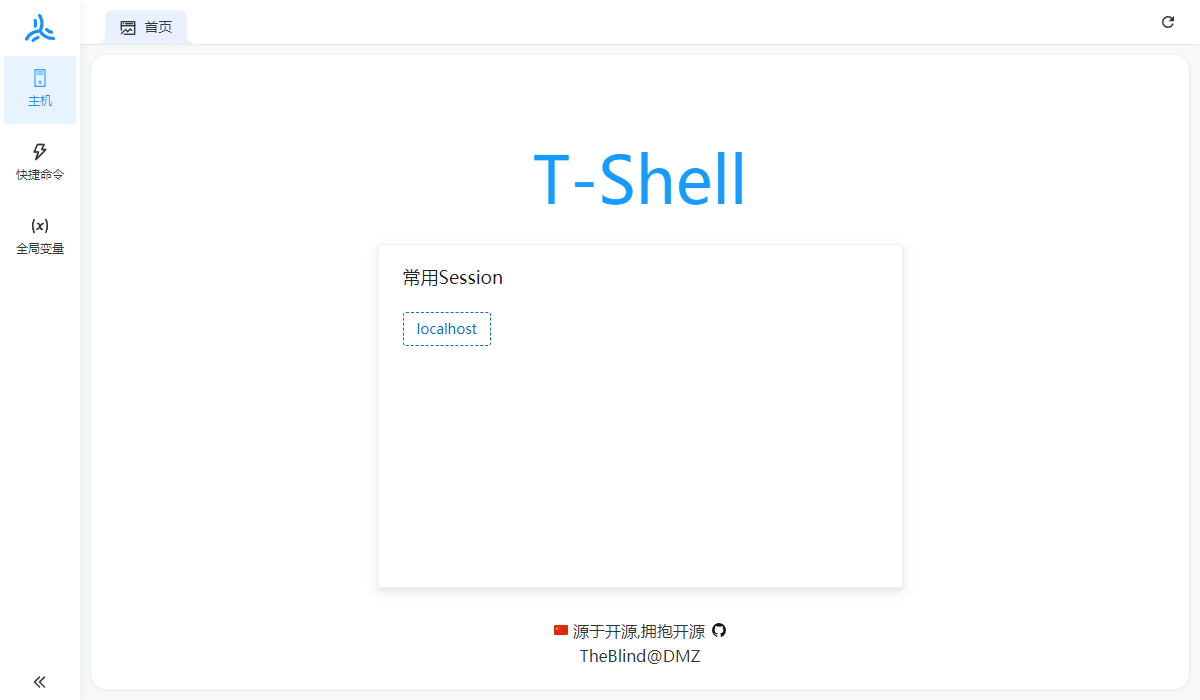 首页
主机
快捷命令
(x)
全局变量
T-Shell
常用Session
localhost
源于开源,拥抱开源
TheBlind@DMZ